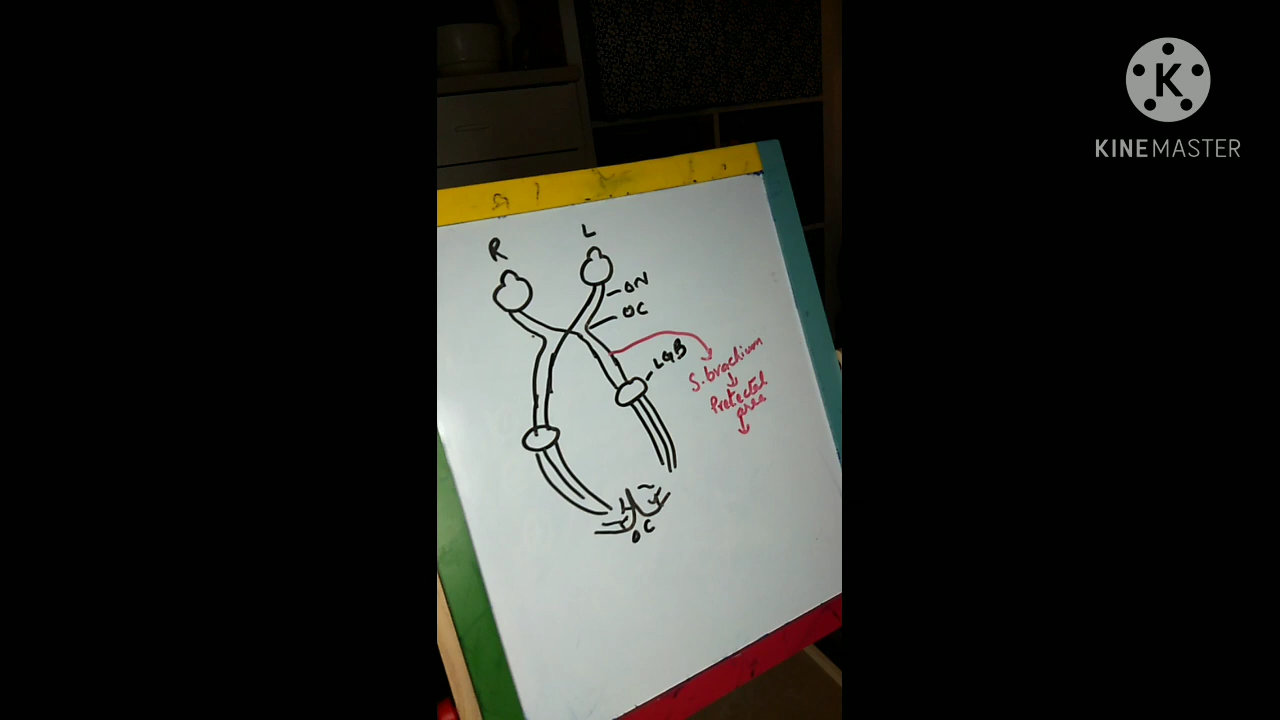 K
KINEMASTER
R
L
ON
OC
LGB
S.brachium
Protected
area
OC